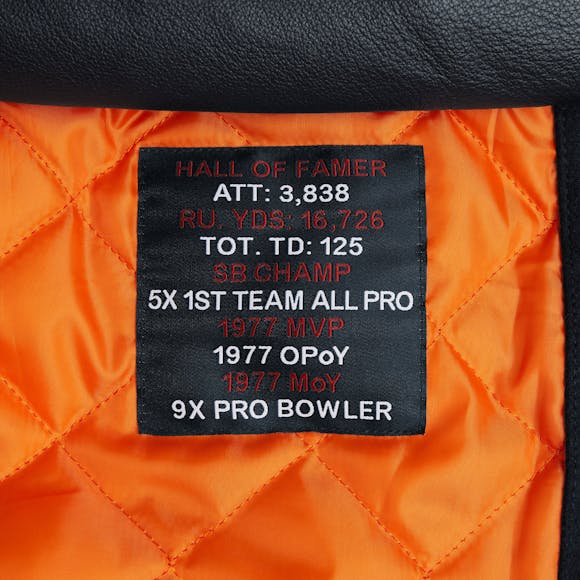 HALL OF FAMER
ATT: 3,838
RU. YDS: 16,726
TOT. TD: 125
SB CHAMP
5X 1ST TEAM ALL PRO
1977 MVP
1977 OPoY
1977 MoY
9X PRO BOWLER